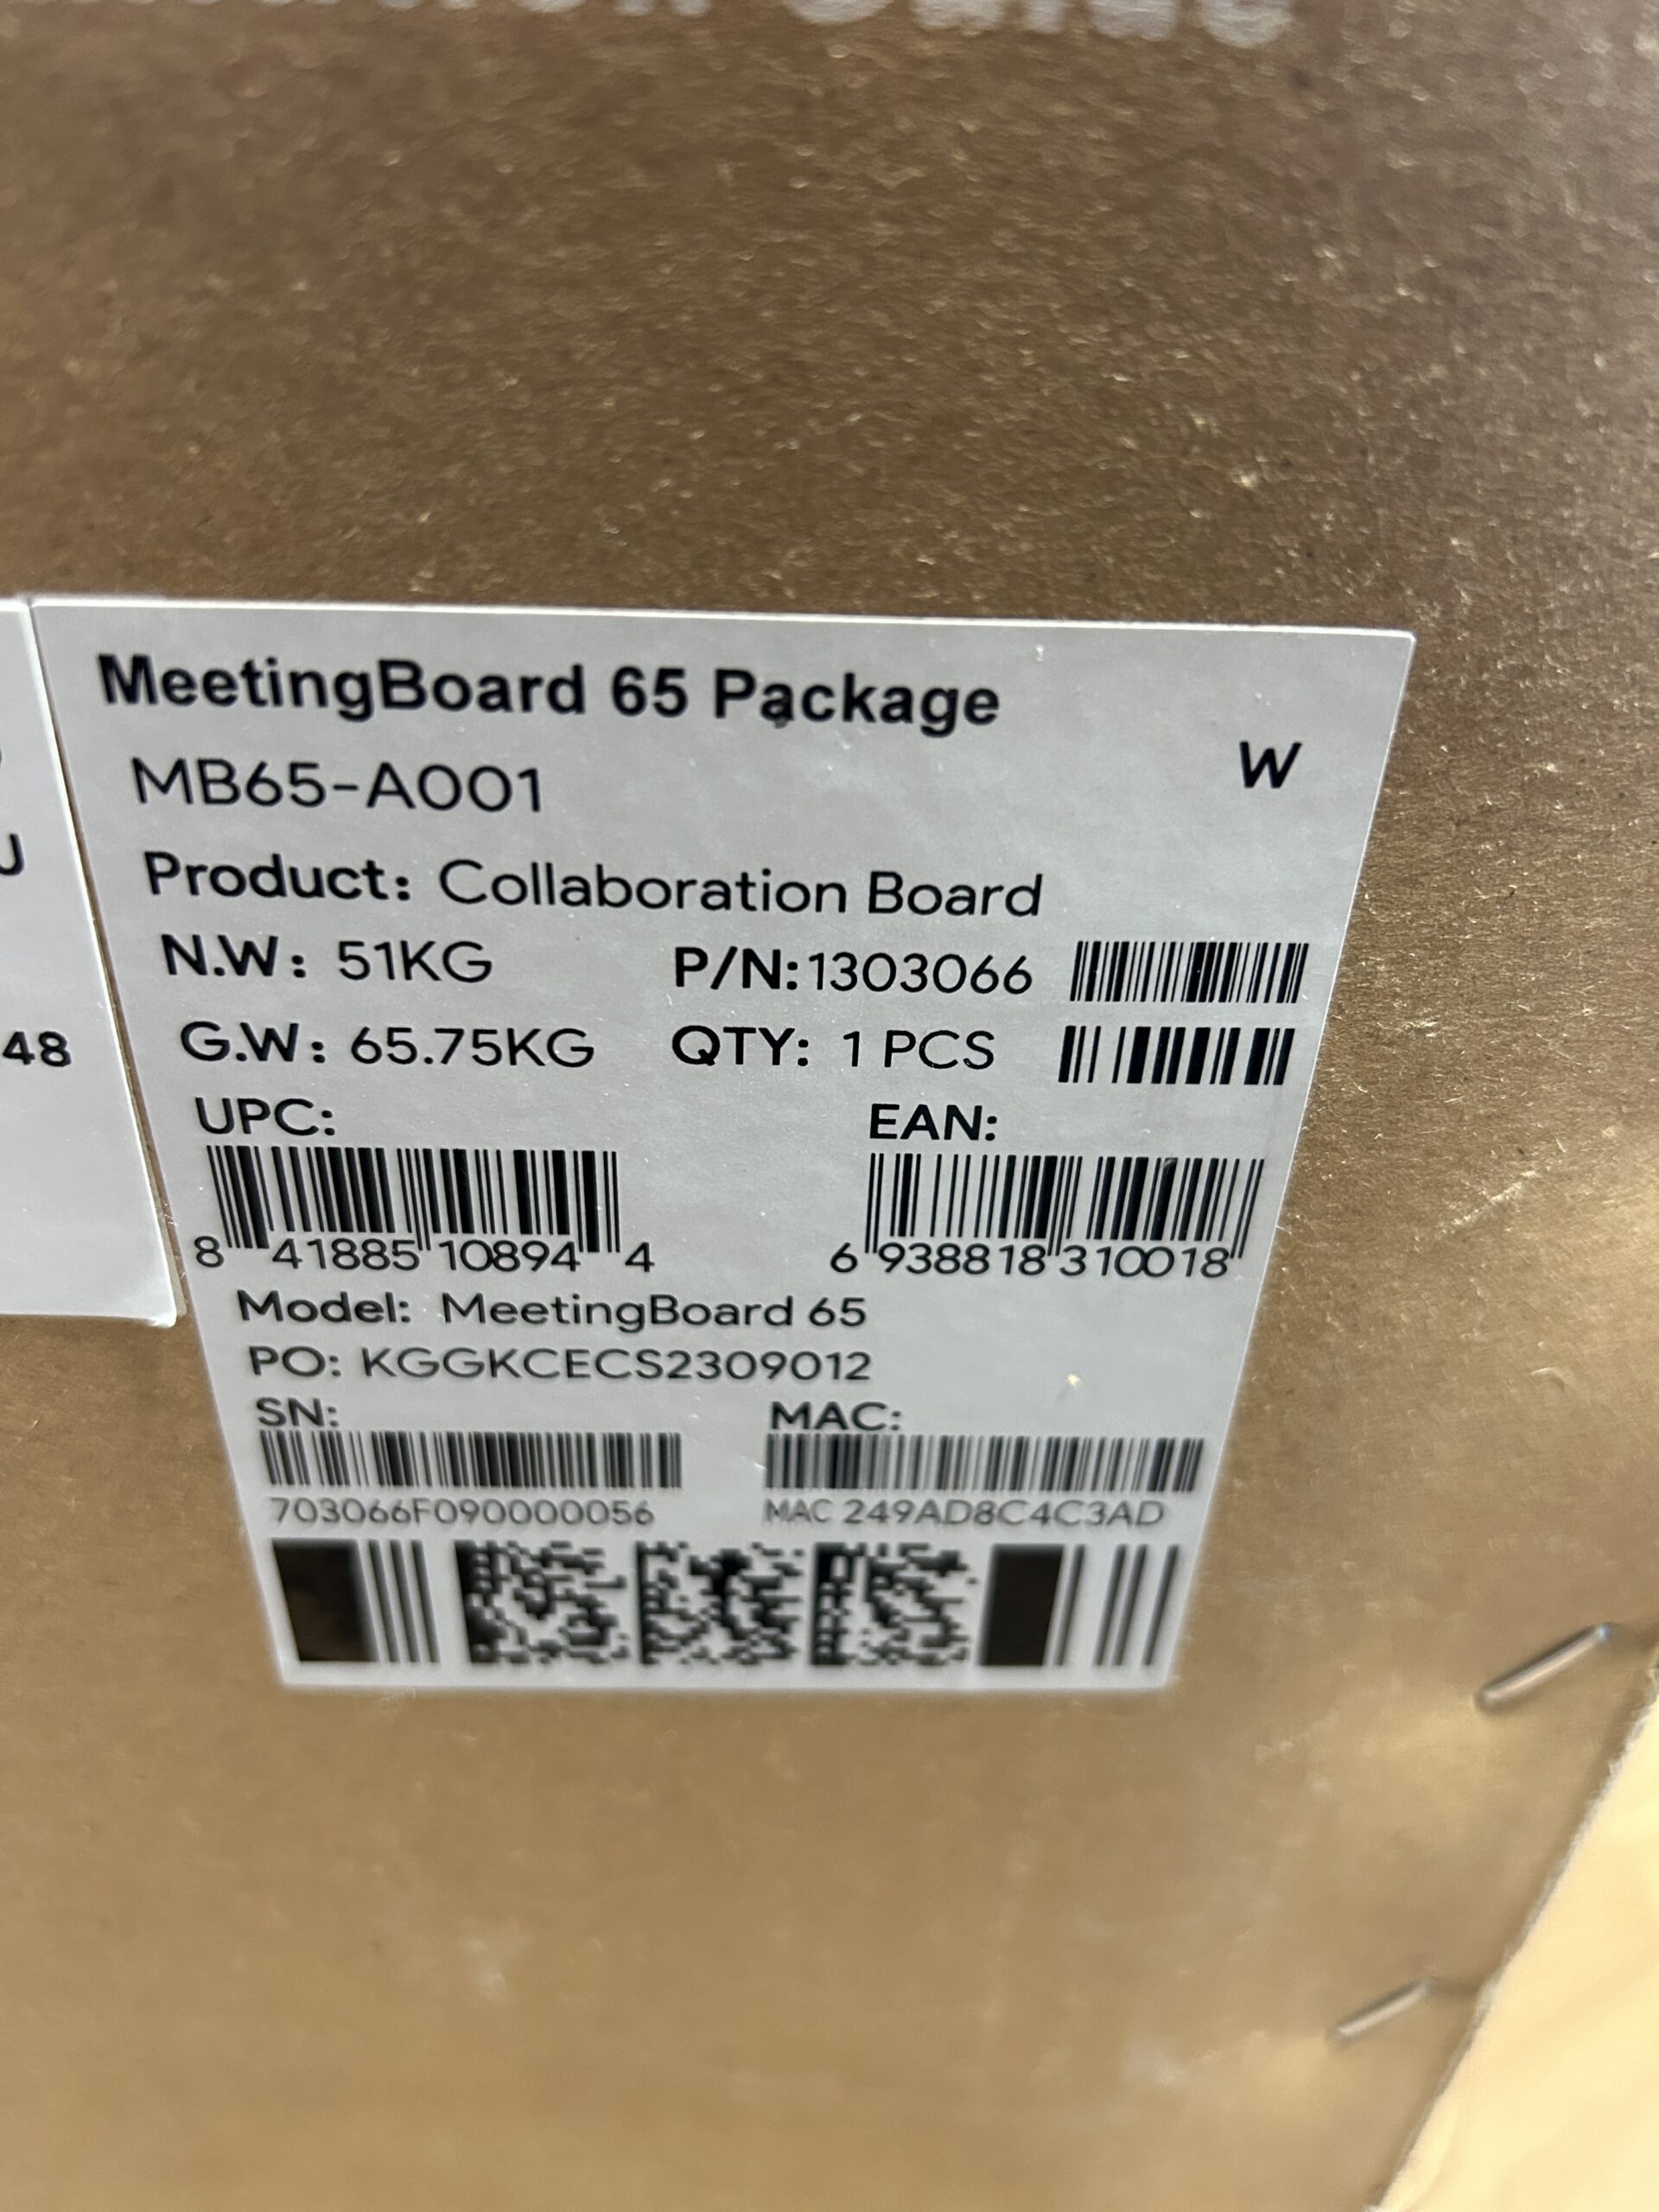 MeetingBoard 65 Package
W
MB65-A001
Product: Collaboration Board
N.W: 51KG P/N:1303066
G.W: 65.75KG QTY: 1 PCS
UPC: EAN:
8 41885 10894 4 6 938818 310018
Model: MeetingBoard 65
PO: KGGKCECS2309012
SN: MAC:
703066F090000056 MAC 249AD8C4C3AD
48